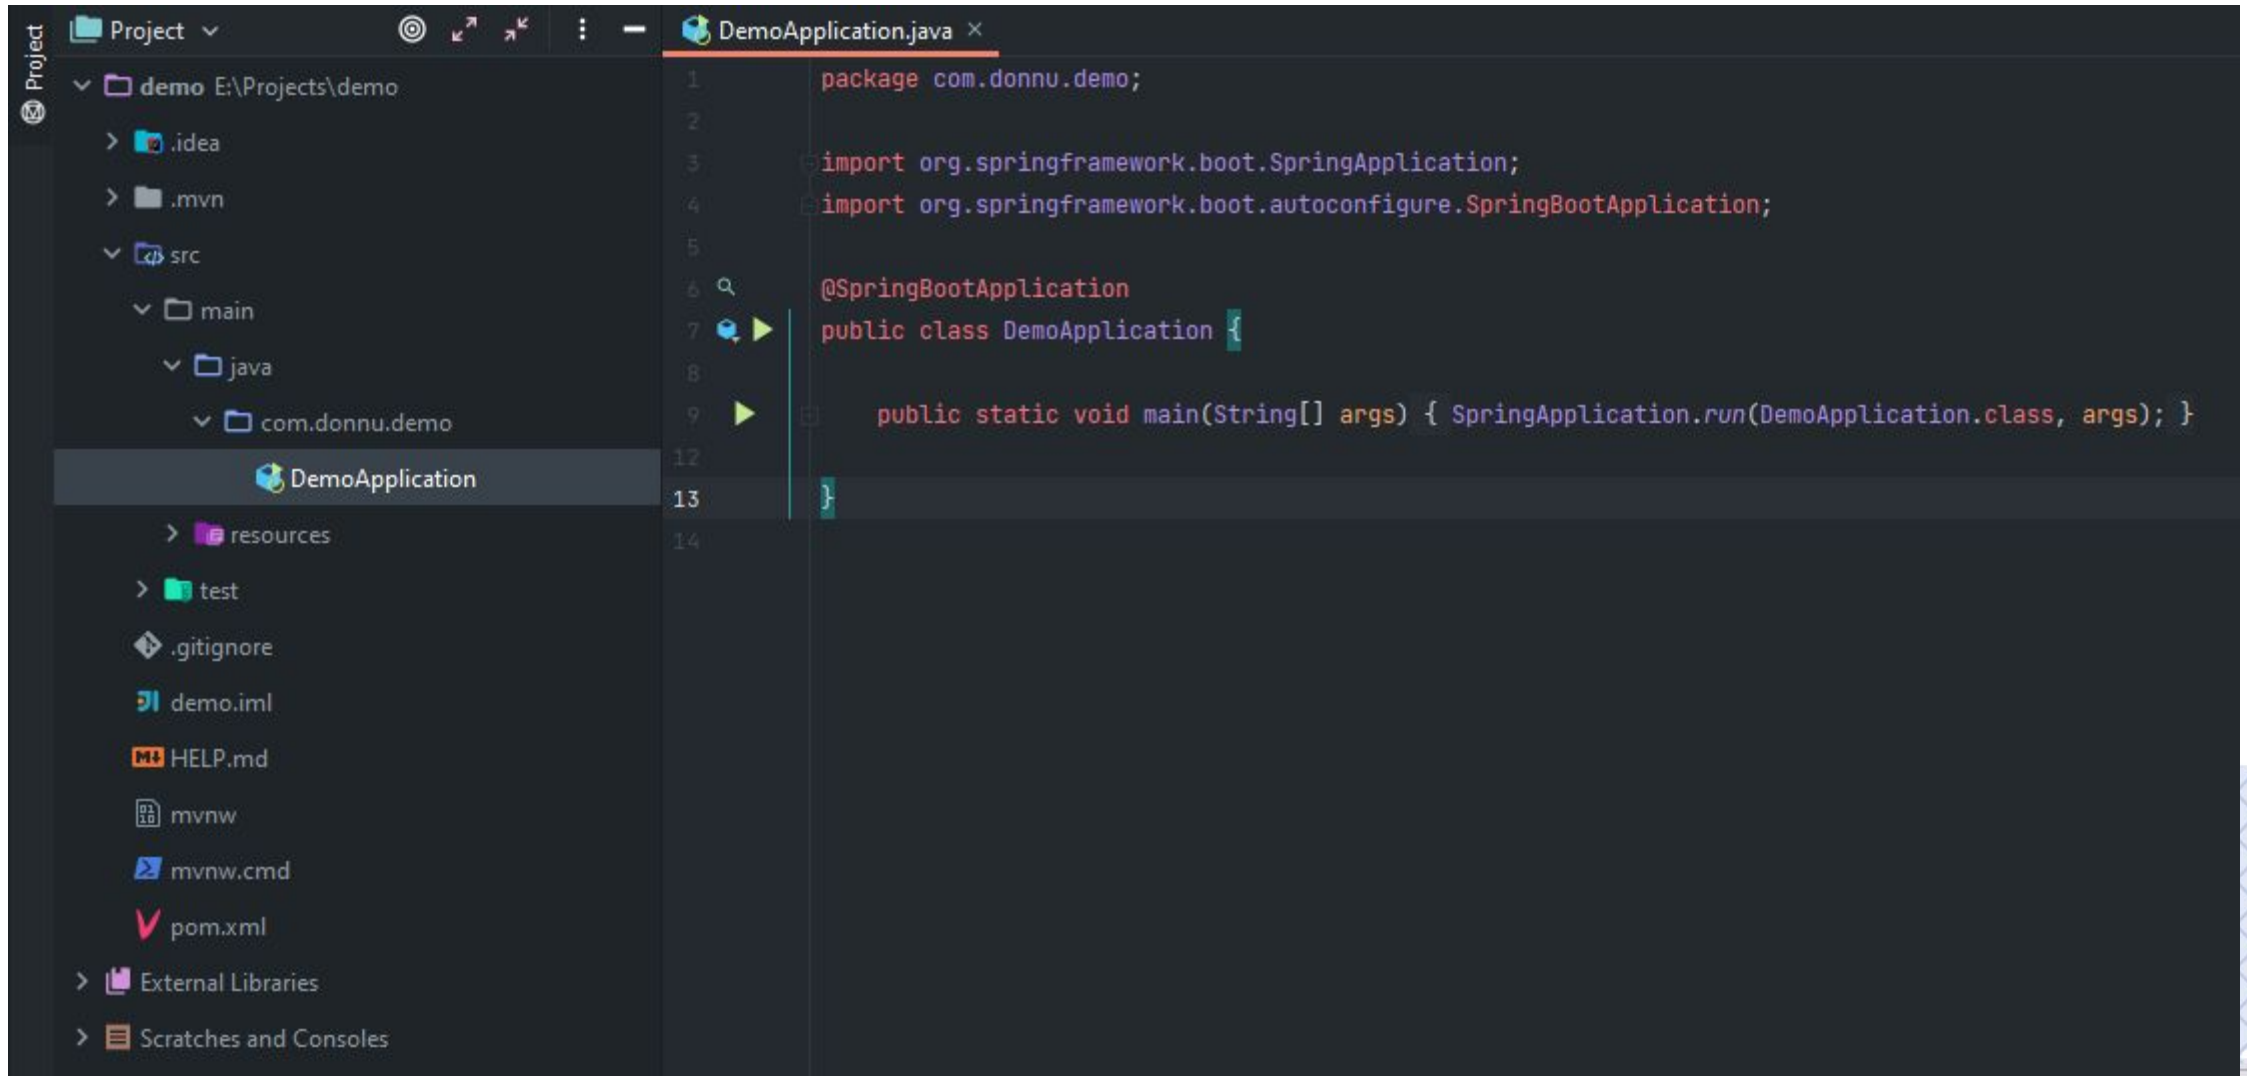 Project
Project
demo E:\Projects\demo
.idea
.mvn
src
main
java
com.donnu.demo
DemoApplication
resources
test
.gitignore
demo.iml
HELP.md
mvnw
mvnw.cmd
pom.xml
External Libraries
Scratches and Consoles
DemoApplication.java ×
1 package com.donnu.demo;
2
3 import org.springframework.boot.SpringApplication;
4 import org.springframework.boot.autoconfigure.SpringBootApplication;
5
6 @SpringBootApplication
7 public class DemoApplication {
8
9 public static void main(String[] args) { SpringApplication.run(DemoApplication.class, args); }
12
13 }
14